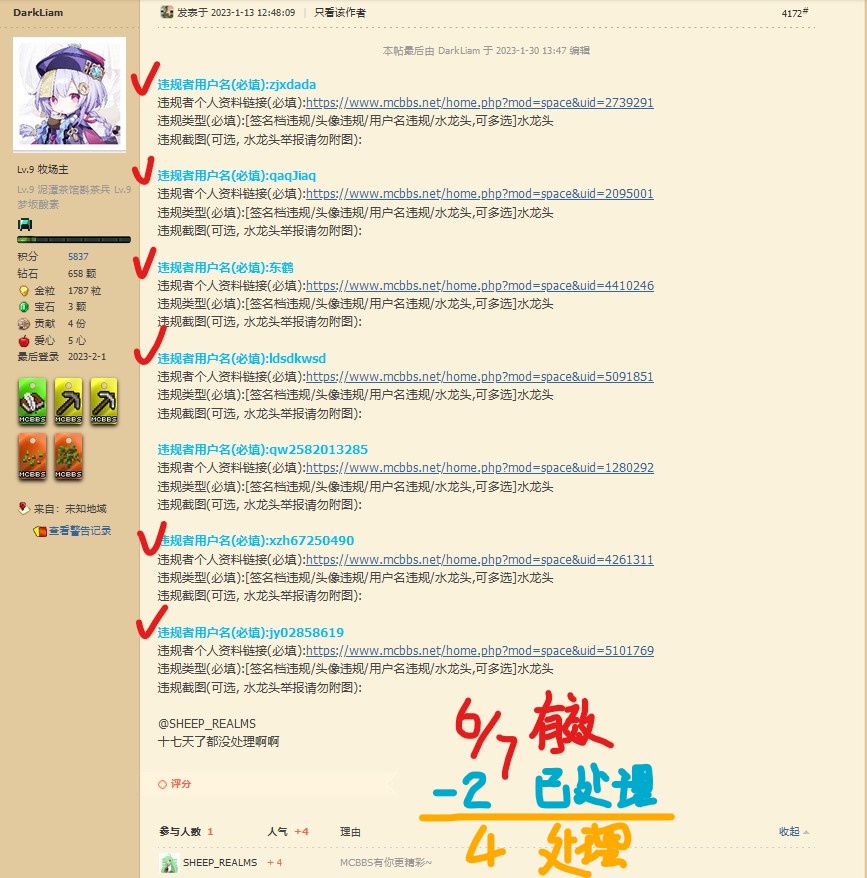 DarkLiam
发表于 2023-1-13 12:48:09 | 只看该作者
4172#
本帖最后由 DarkLiam 于 2023-1-30 13:47 编辑
违规者用户名(必填):zjxdada
违规者个人资料链接(必填):https://www.mcbbs.net/home.php?mod=space&uid=2739291
违规类型(必填):[签名档违规/头像违规/用户名违规/水龙头,可多选]水龙头
违规截图(可选, 水龙头举报请勿附图):
违规者用户名(必填):qaqJiaq
违规者个人资料链接(必填):https://www.mcbbs.net/home.php?mod=space&uid=2095001
违规类型(必填):[签名档违规/头像违规/用户名违规/水龙头,可多选]水龙头
违规截图(可选, 水龙头举报请勿附图):
违规者用户名(必填):东鹤
违规者个人资料链接(必填):https://www.mcbbs.net/home.php?mod=space&uid=4410246
违规类型(必填):[签名档违规/头像违规/用户名违规/水龙头,可多选]水龙头
违规截图(可选, 水龙头举报请勿附图):
违规者用户名(必填):ldsdkwsd
违规者个人资料链接(必填):https://www.mcbbs.net/home.php?mod=space&uid=5091851
违规类型(必填):[签名档违规/头像违规/用户名违规/水龙头,可多选]水龙头
违规截图(可选, 水龙头举报请勿附图):
违规者用户名(必填):qw2582013285
违规者个人资料链接(必填):https://www.mcbbs.net/home.php?mod=space&uid=1280292
违规类型(必填):[签名档违规/头像违规/用户名违规/水龙头,可多选]水龙头
违规截图(可选, 水龙头举报请勿附图):
违规者用户名(必填):xzh67250490
违规者个人资料链接(必填):https://www.mcbbs.net/home.php?mod=space&uid=4261311
违规类型(必填):[签名档违规/头像违规/用户名违规/水龙头,可多选]水龙头
违规截图(可选, 水龙头举报请勿附图):
违规者用户名(必填):jy02858619
违规者个人资料链接(必填):https://www.mcbbs.net/home.php?mod=space&uid=5101769
违规类型(必填):[签名档违规/头像违规/用户名违规/水龙头,可多选]水龙头
违规截图(可选, 水龙头举报请勿附图):
@SHEEP_REALMS
十七天了都没处理啊啊
6/7 有效
-2 已处理
4 处理
评分
参与人数 1 人气 +4 理由
收起
SHEEP_REALMS + 4 MCBBS有你更精彩~
Lv.9 牧场主
Lv.9
梦坂酸素
积分 5837
钻石 658 颗
金粒 1787 粒
宝石 3 颗
贡献 4 份
爱心 5 心
最后登录 2023-2-1
MCBBS
MCBBS
MCBBS
MCBBS
MCBBS
来自: 未知地域
查看警告记录